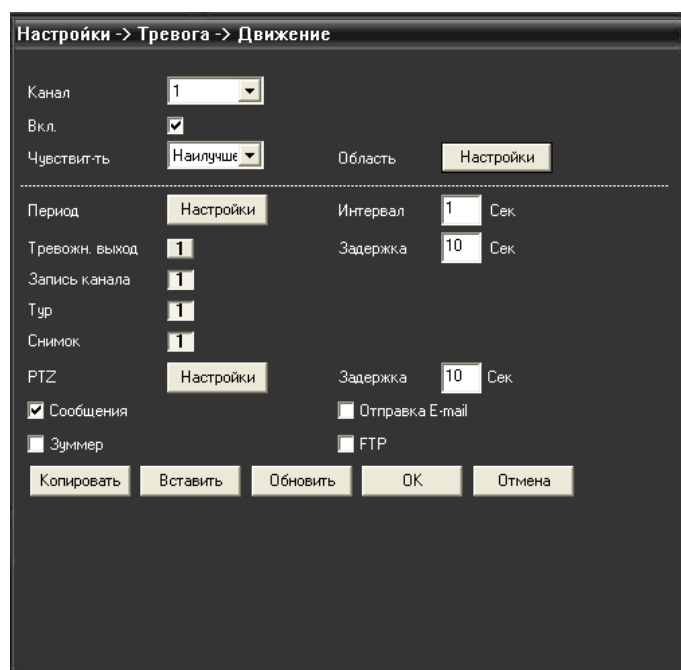 Настройки -> Тревога -> Движение
Канал 1
Вкл.
Чувствит-ть Наилучше Область Настройки
Период Настройки Интервал 1 Сек
Тревожн. выход 1 Задержка 10 Сек
Запись канала 1
Тур 1
Снимок 1
PTZ Настройки Задержка 10 Сек
Сообщения Отправка E-mail
Зуммер FTP
Копировать Вставить Обновить OK Отмена